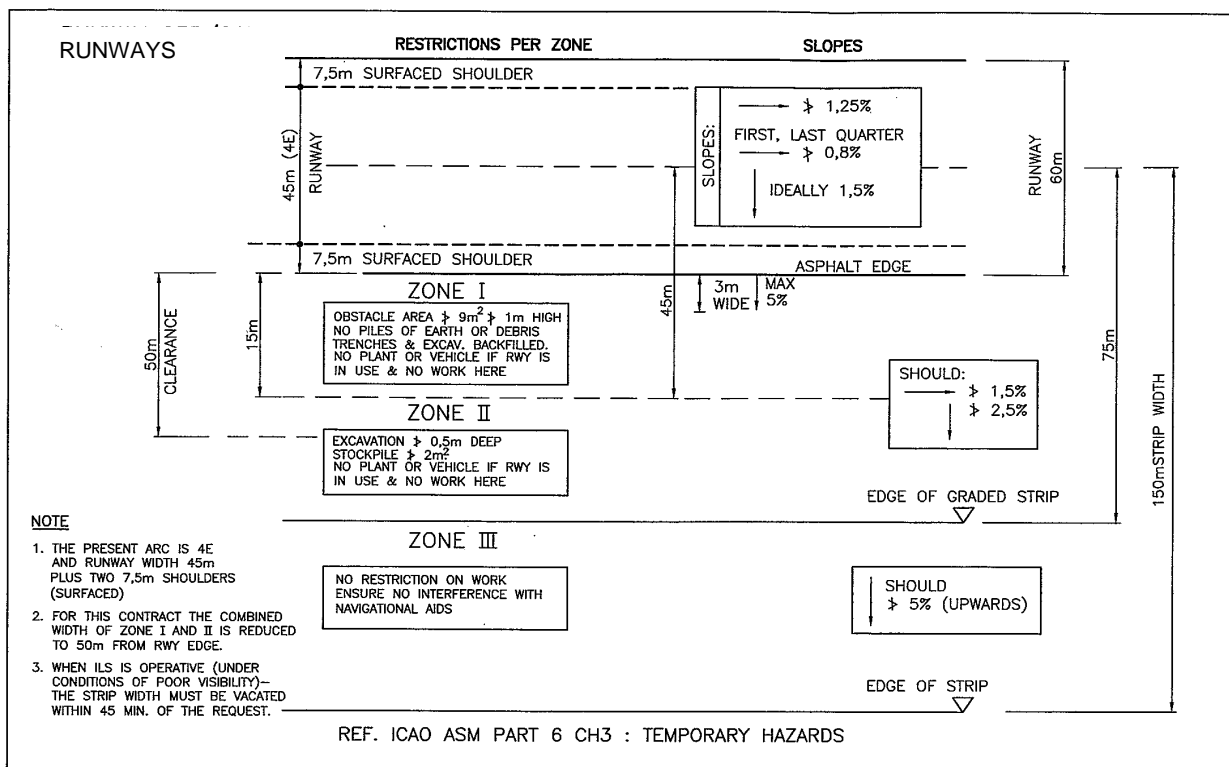 RUNWAYS
RESTRICTIONS PER ZONE
SLOPES
7,5m SURFACED SHOULDER
45m (4E)
RUNWAY
SLOPES:
≯ 1,25%
FIRST, LAST QUARTER
≯ 0,8%
IDEALLY 1,5%
RUNWAY
60m
7,5m SURFACED SHOULDER
ASPHALT EDGE
ZONE I
OBSTACLE AREA ≯ 9m² ≯ 1m HIGH
NO PILES OF EARTH OR DEBRIS
TRENCHES & EXCAV. BACKFILLED.
NO PLANT OR VEHICLE IF RWY IS
IN USE & NO WORK HERE
50m
CLEARANCE
15m
45m
3m
WIDE
MAX
5%
75m
150m STRIP WIDTH
SHOULD:
≯ 1,5%
≯ 2,5%
ZONE II
EXCAVATION ≯ 0,5m DEEP
STOCKPILE ≯ 2m²
NO PLANT OR VEHICLE IF RWY IS
IN USE & NO WORK HERE
EDGE OF GRADED STRIP
ZONE III
NO RESTRICTION ON WORK
ENSURE NO INTERFERENCE WITH
NAVIGATIONAL AIDS
SHOULD
≯ 5% (UPWARDS)
EDGE OF STRIP
NOTE
1. THE PRESENT ARC IS 4E
AND RUNWAY WIDTH 45m
PLUS TWO 7,5m SHOULDERS
(SURFACED)
2. FOR THIS CONTRACT THE COMBINED
WIDTH OF ZONE I AND II IS REDUCED
TO 50m FROM RWY EDGE.
3. WHEN ILS IS OPERATIVE (UNDER
CONDITIONS OF POOR VISIBILITY)–
THE STRIP WIDTH MUST BE VACATED
WITHIN 45 MIN. OF THE REQUEST.
REF. ICAO ASM PART 6 CH3 : TEMPORARY HAZARDS